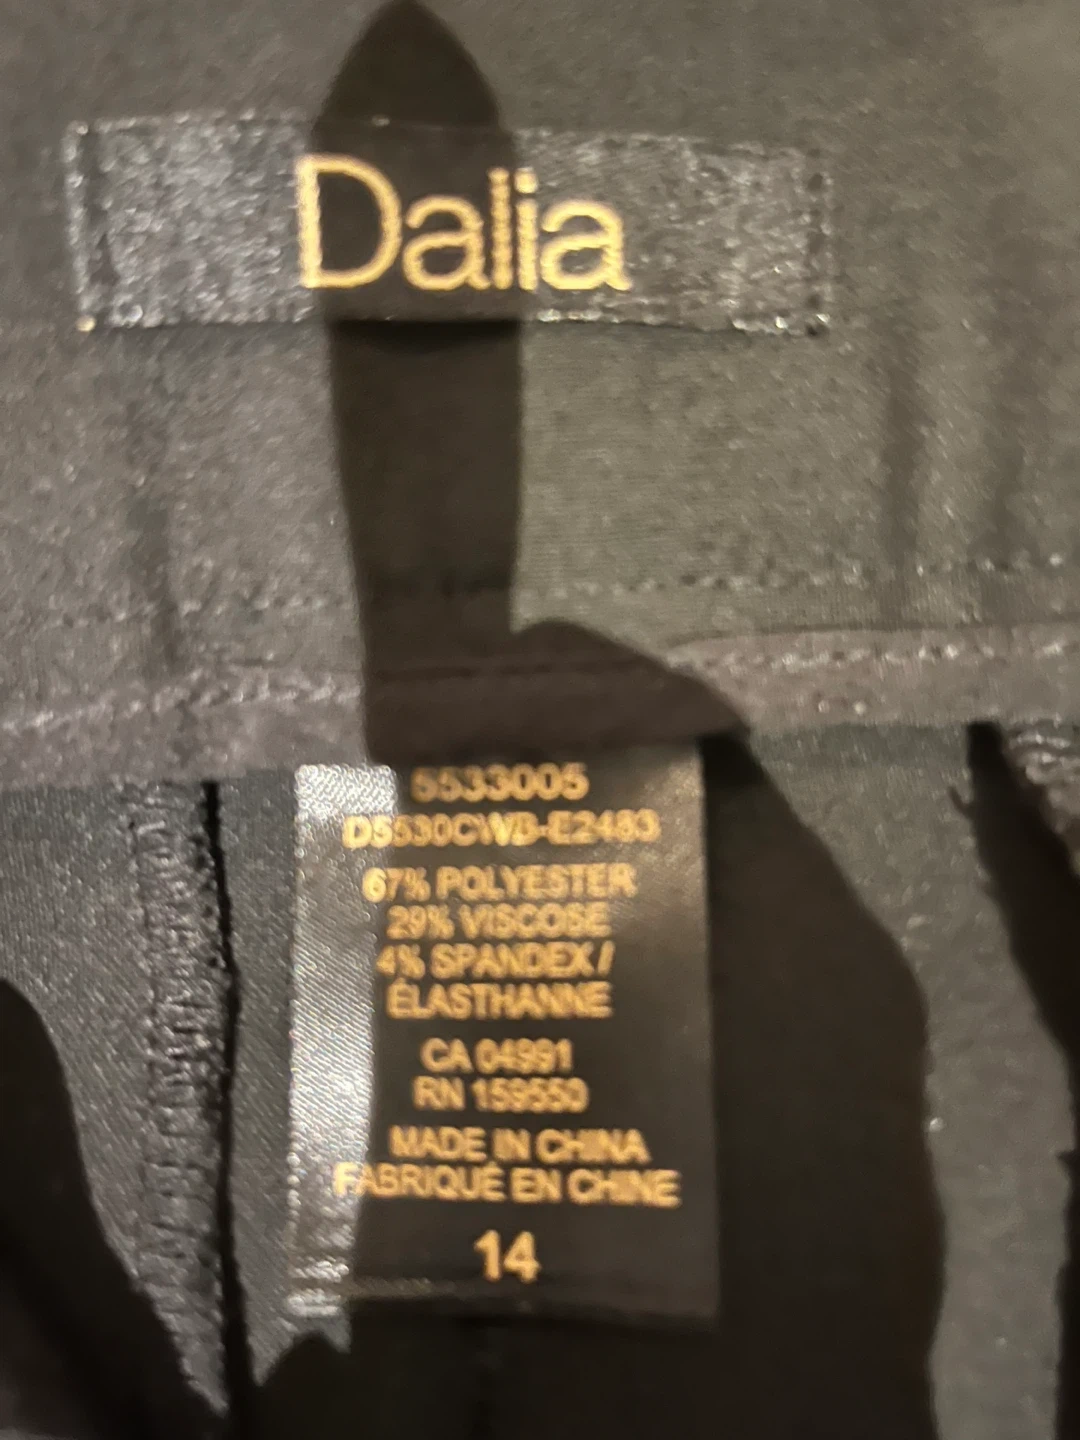 Dalia
5533005
DS530CWB-E2483
67% POLYESTER
29% VISCOSE
4% SPANDEX /
ÉLASTHANNE
CA 04991
RN 159550
MADE IN CHINA
FABRIQUÉ EN CHINE
14